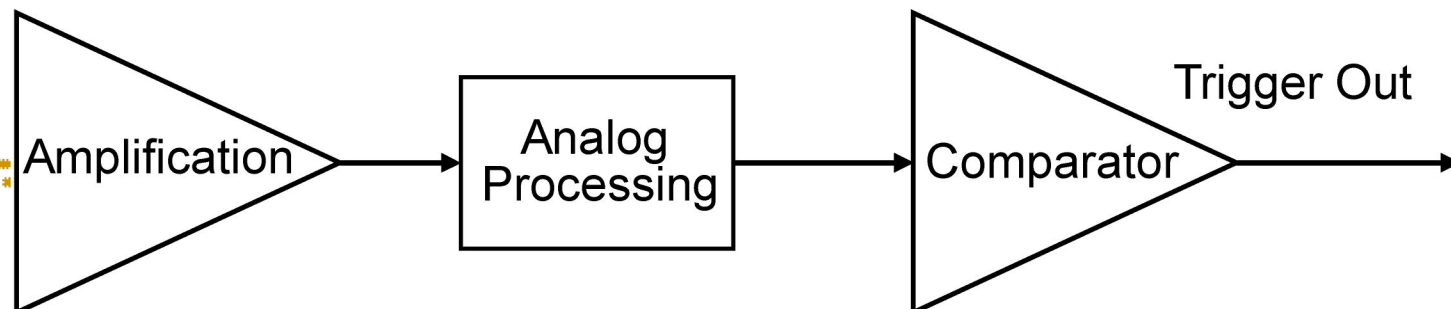 Amplification
Analog
Processing
Comparator
Trigger Out